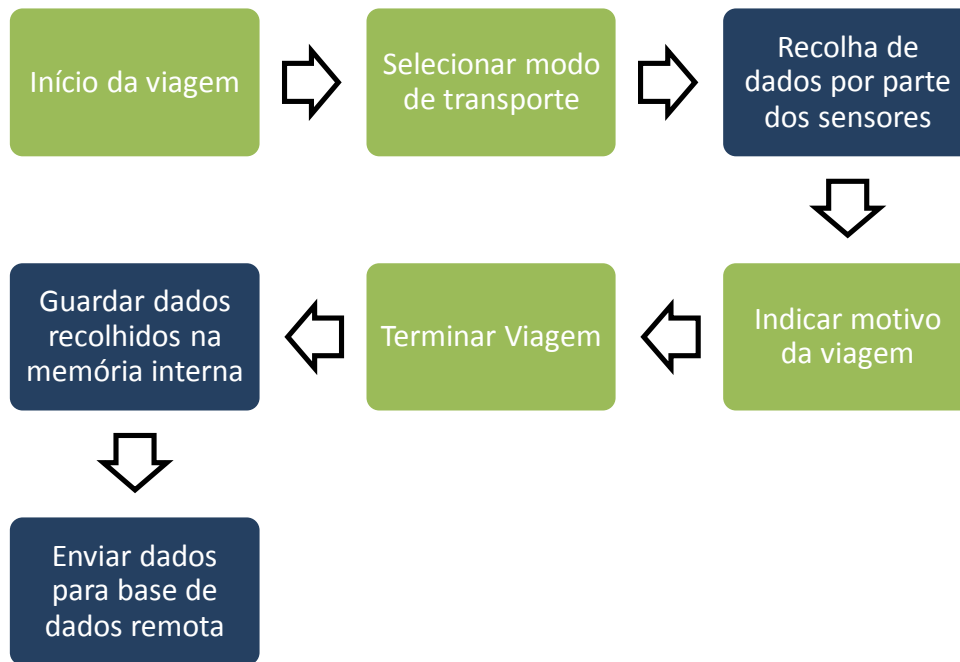 Início da viagem
Selecionar modo
de transporte
Recolha de
dados por parte
dos sensores
Guardar dados
recolhidos na
memória interna
Terminar Viagem
Indicar motivo
da viagem
Enviar dados
para base de
dados remota